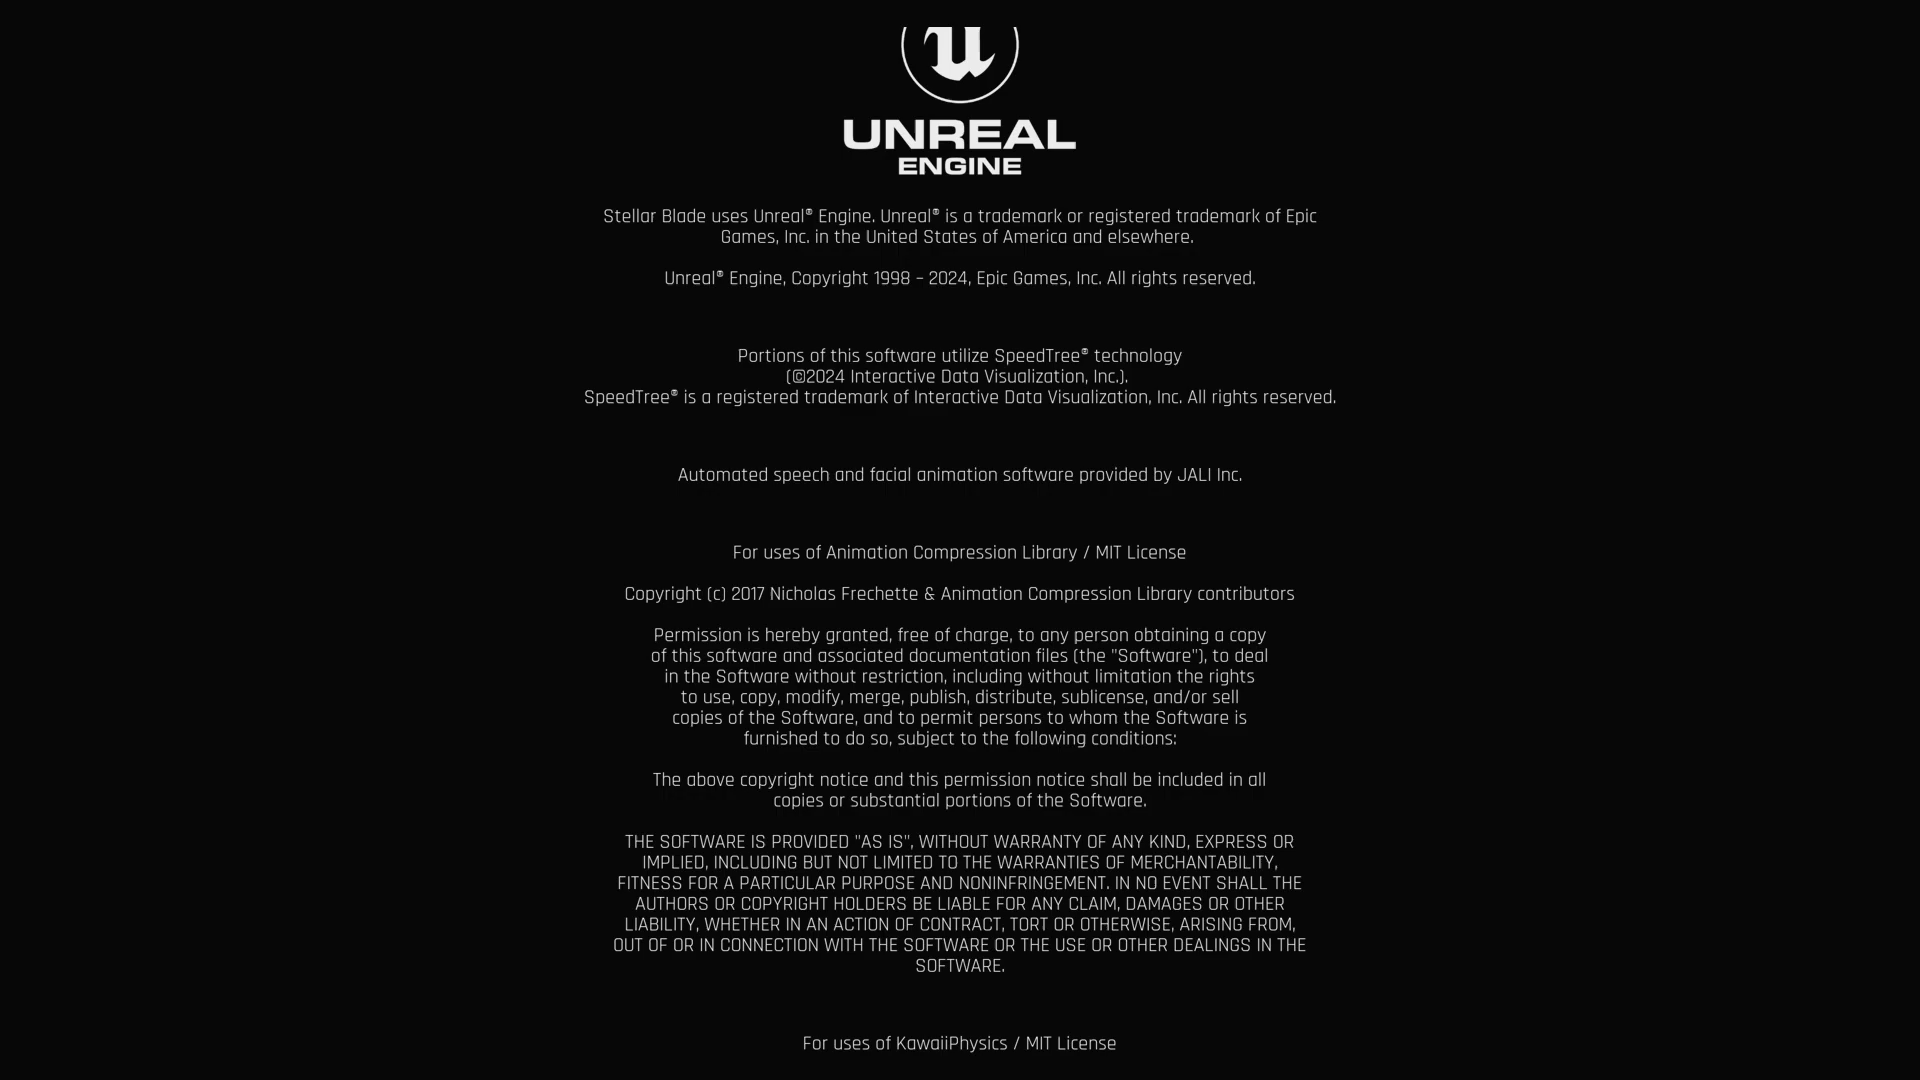 UNREAL
ENGINE
Stellar Blade uses Unreal® Engine. Unreal® is a trademark or registered trademark of Epic
Games, Inc. in the United States of America and elsewhere.
Unreal® Engine, Copyright 1998 – 2024, Epic Games, Inc. All rights reserved.
Portions of this software utilize SpeedTree® technology
(©2024 Interactive Data Visualization, Inc.).
SpeedTree® is a registered trademark of Interactive Data Visualization, Inc. All rights reserved.
Automated speech and facial animation software provided by JALI Inc.
For uses of Animation Compression Library / MIT License
Copyright (c) 2017 Nicholas Frechette & Animation Compression Library contributors
Permission is hereby granted, free of charge, to any person obtaining a copy
of this software and associated documentation files (the "Software"), to deal
in the Software without restriction, including without limitation the rights
to use, copy, modify, merge, publish, distribute, sublicense, and/or sell
copies of the Software, and to permit persons to whom the Software is
furnished to do so, subject to the following conditions:
The above copyright notice and this permission notice shall be included in all
copies or substantial portions of the Software.
THE SOFTWARE IS PROVIDED "AS IS", WITHOUT WARRANTY OF ANY KIND, EXPRESS OR
IMPLIED, INCLUDING BUT NOT LIMITED TO THE WARRANTIES OF MERCHANTABILITY,
FITNESS FOR A PARTICULAR PURPOSE AND NONINFRINGEMENT. IN NO EVENT SHALL THE
AUTHORS OR COPYRIGHT HOLDERS BE LIABLE FOR ANY CLAIM, DAMAGES OR OTHER
LIABILITY, WHETHER IN AN ACTION OF CONTRACT, TORT OR OTHERWISE, ARISING FROM,
OUT OF OR IN CONNECTION WITH THE SOFTWARE OR THE USE OR OTHER DEALINGS IN THE
SOFTWARE.
For uses of KawaiiPhysics / MIT License